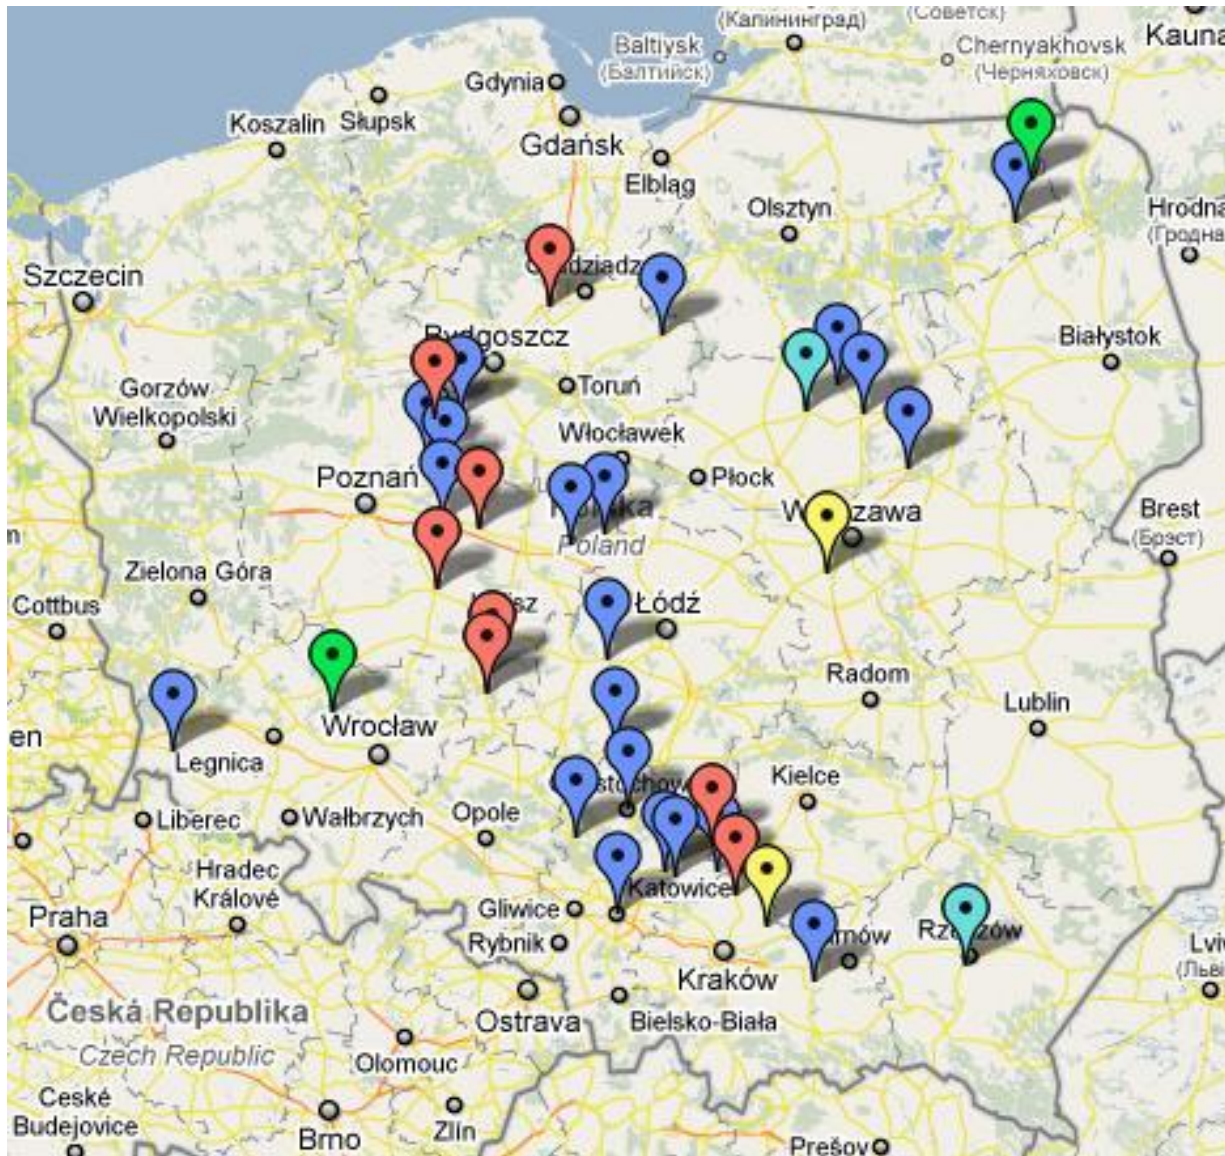 (Калининград)
(Советск)
Kauna
Baltiysk
(Балтийск)
Chernyakhovsk
(Черняховск)
Gdynia
Koszalin
Słupsk
Gdańsk
Elbląg
Olsztyn
Hrodna
(Гродна
Szczecin
Bydgoszcz
Białystok
Gorzów
Wielkopolski
Toruń
Włocławek
Poznań
Płock
Poland
Brest
(Брэст)
Zielona Góra
Cottbus
Łódź
Radom
Lublin
Wrocław
en
Legnica
Kielce
Opole
Liberec
Wałbrzych
Hradec
Králové
Katowice
Gliwice
Praha
Rybnik
Kraków
Lviv
Česká Republika
Ostrava
Bielsko-Biała
Czech Republic
Olomouc
České
Budejovice
Brno
Zlín
Prešov